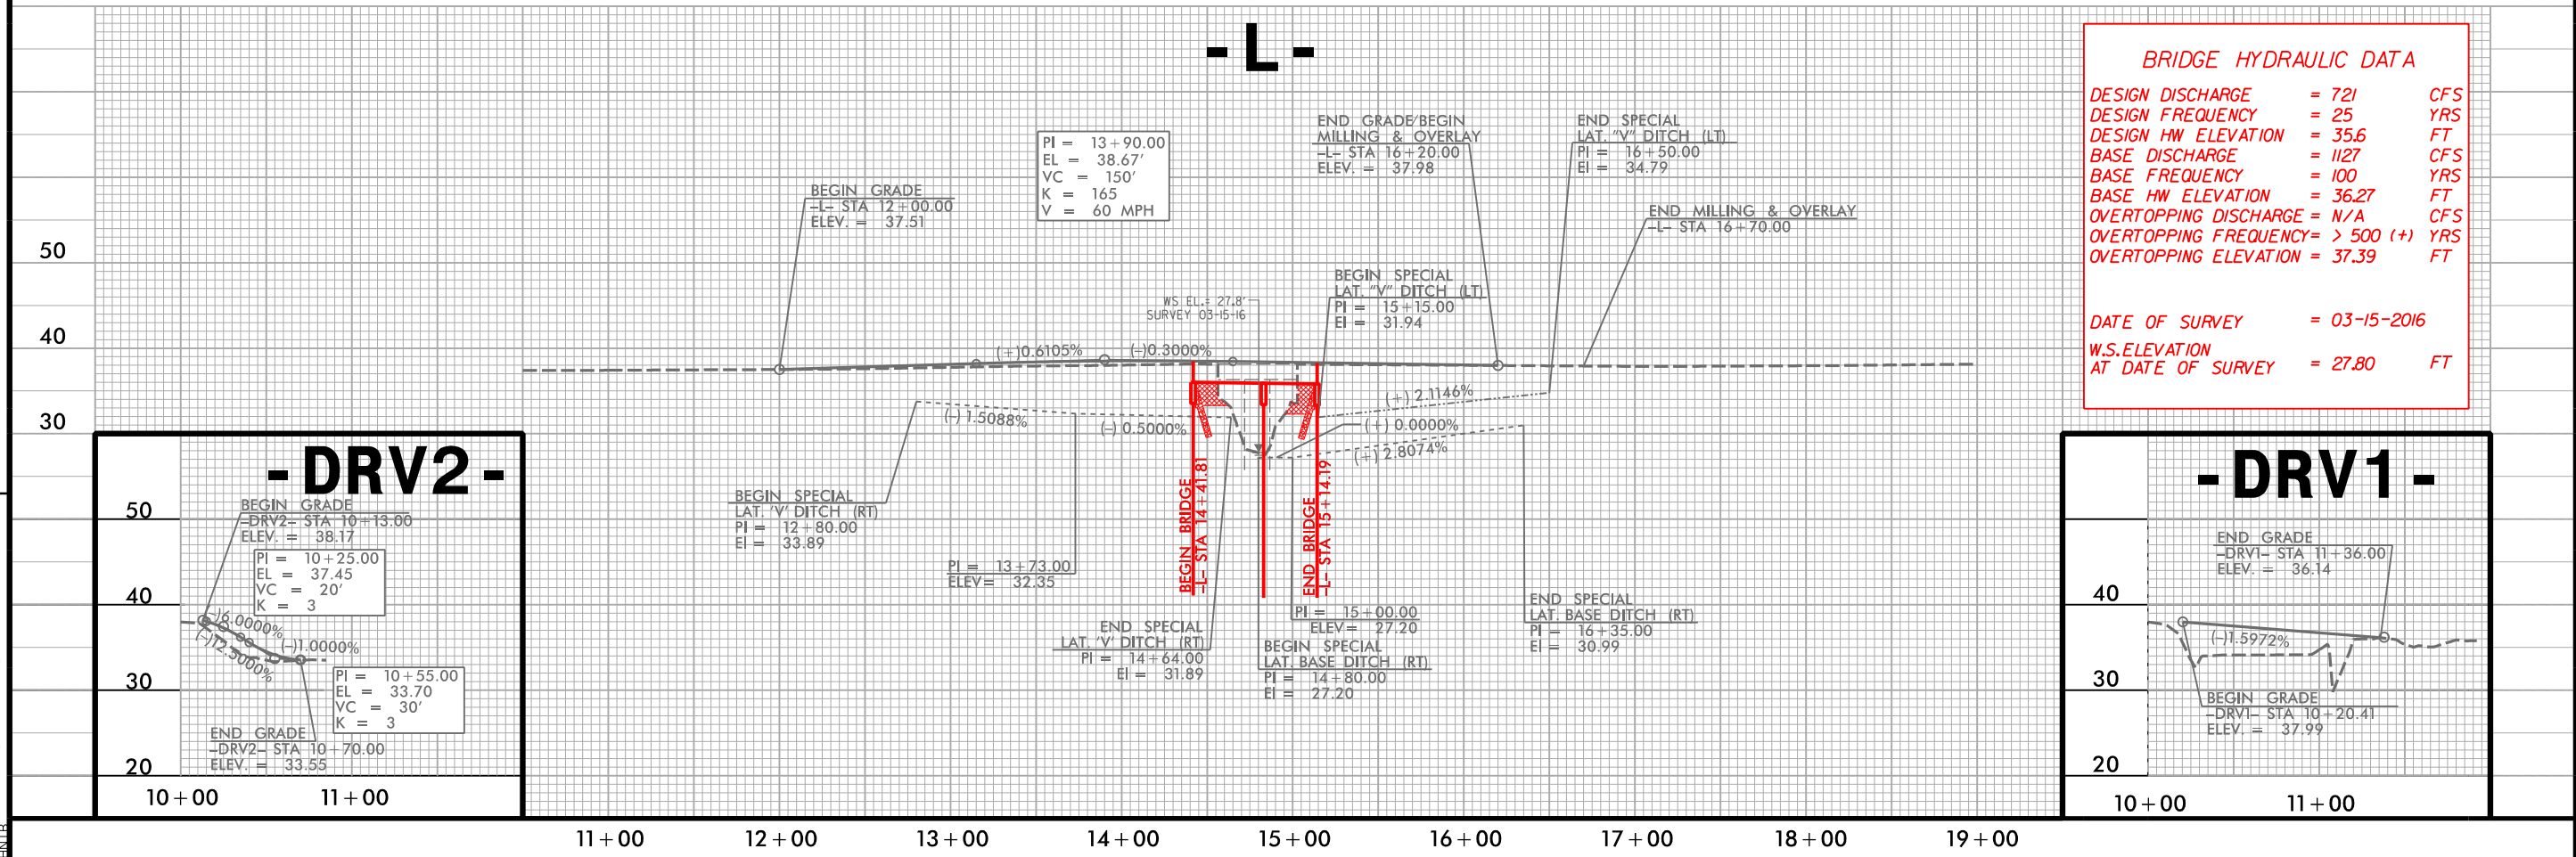 -L-
BRIDGE HYDRAULIC DATA
DESIGN DISCHARGE = 721 CFS
DESIGN FREQUENCY = 25 YRS
DESIGN HW ELEVATION = 35.6 FT
BASE DISCHARGE = 1127 CFS
BASE FREQUENCY = 100 YRS
BASE HW ELEVATION = 36.27 FT
OVERTOPPING DISCHARGE = N/A CFS
OVERTOPPING FREQUENCY= > 500 (+) YRS
OVERTOPPING ELEVATION = 37.39 FT
DATE OF SURVEY = 03-15-2016
W.S.ELEVATION
AT DATE OF SURVEY = 27.80 FT
PI = 13+90.00
EL = 38.67'
VC = 150'
K = 165
V = 60 MPH
BEGIN GRADE
-L- STA 12+00.00
ELEV. = 37.51
END GRADE/BEGIN
MILLING & OVERLAY
-L- STA 16+20.00
ELEV. = 37.98
END SPECIAL
LAT. "V" DITCH (LT)
PI = 16+50.00
El = 34.79
END MILLING & OVERLAY
-L- STA 16+70.00
BEGIN SPECIAL
LAT. "V" DITCH (LT)
PI = 15+15.00
El = 31.94
WS EL.= 27.8'
SURVEY 03-15-16
50
40
30
(+)0.6105%
(-)0.3000%
(-) 1.5088%
(-) 0.5000%
(+) 2.1146%
(+) 0.0000%
(+) 2.8074%
BEGIN BRIDGE
-L- STA 14+41.81
END BRIDGE
-L- STA 15+14.19
BEGIN SPECIAL
LAT. 'V' DITCH (RT)
PI = 12+80.00
El = 33.89
PI = 13+73.00
ELEV= 32.35
END SPECIAL
LAT. 'V' DITCH (RT)
PI = 14+64.00
El = 31.89
PI = 15+00.00
ELEV= 27.20
BEGIN SPECIAL
LAT. BASE DITCH (RT)
PI = 14+80.00
El = 27.20
END SPECIAL
LAT. BASE DITCH (RT)
PI = 16+35.00
El = 30.99
-DRV2-
50
40
30
20
BEGIN GRADE
-DRV2- STA 10+13.00
ELEV. = 38.17
PI = 10+25.00
EL = 37.45
VC = 20'
K = 3
(-)6.0000%
(-)12.5000%
(-)1.0000%
PI = 10+55.00
EL = 33.70
VC = 30'
K = 3
END GRADE
-DRV2- STA 10+70.00
ELEV. = 33.55
10+00 11+00
-DRV1-
40
30
20
END GRADE
-DRV1- STA 11+36.00
ELEV. = 36.14
(-)1.5972%
BEGIN GRADE
-DRV1- STA 10+20.41
ELEV. = 37.99
10+00 11+00
11+00 12+00 13+00 14+00 15+00 16+00 17+00 18+00 19+00